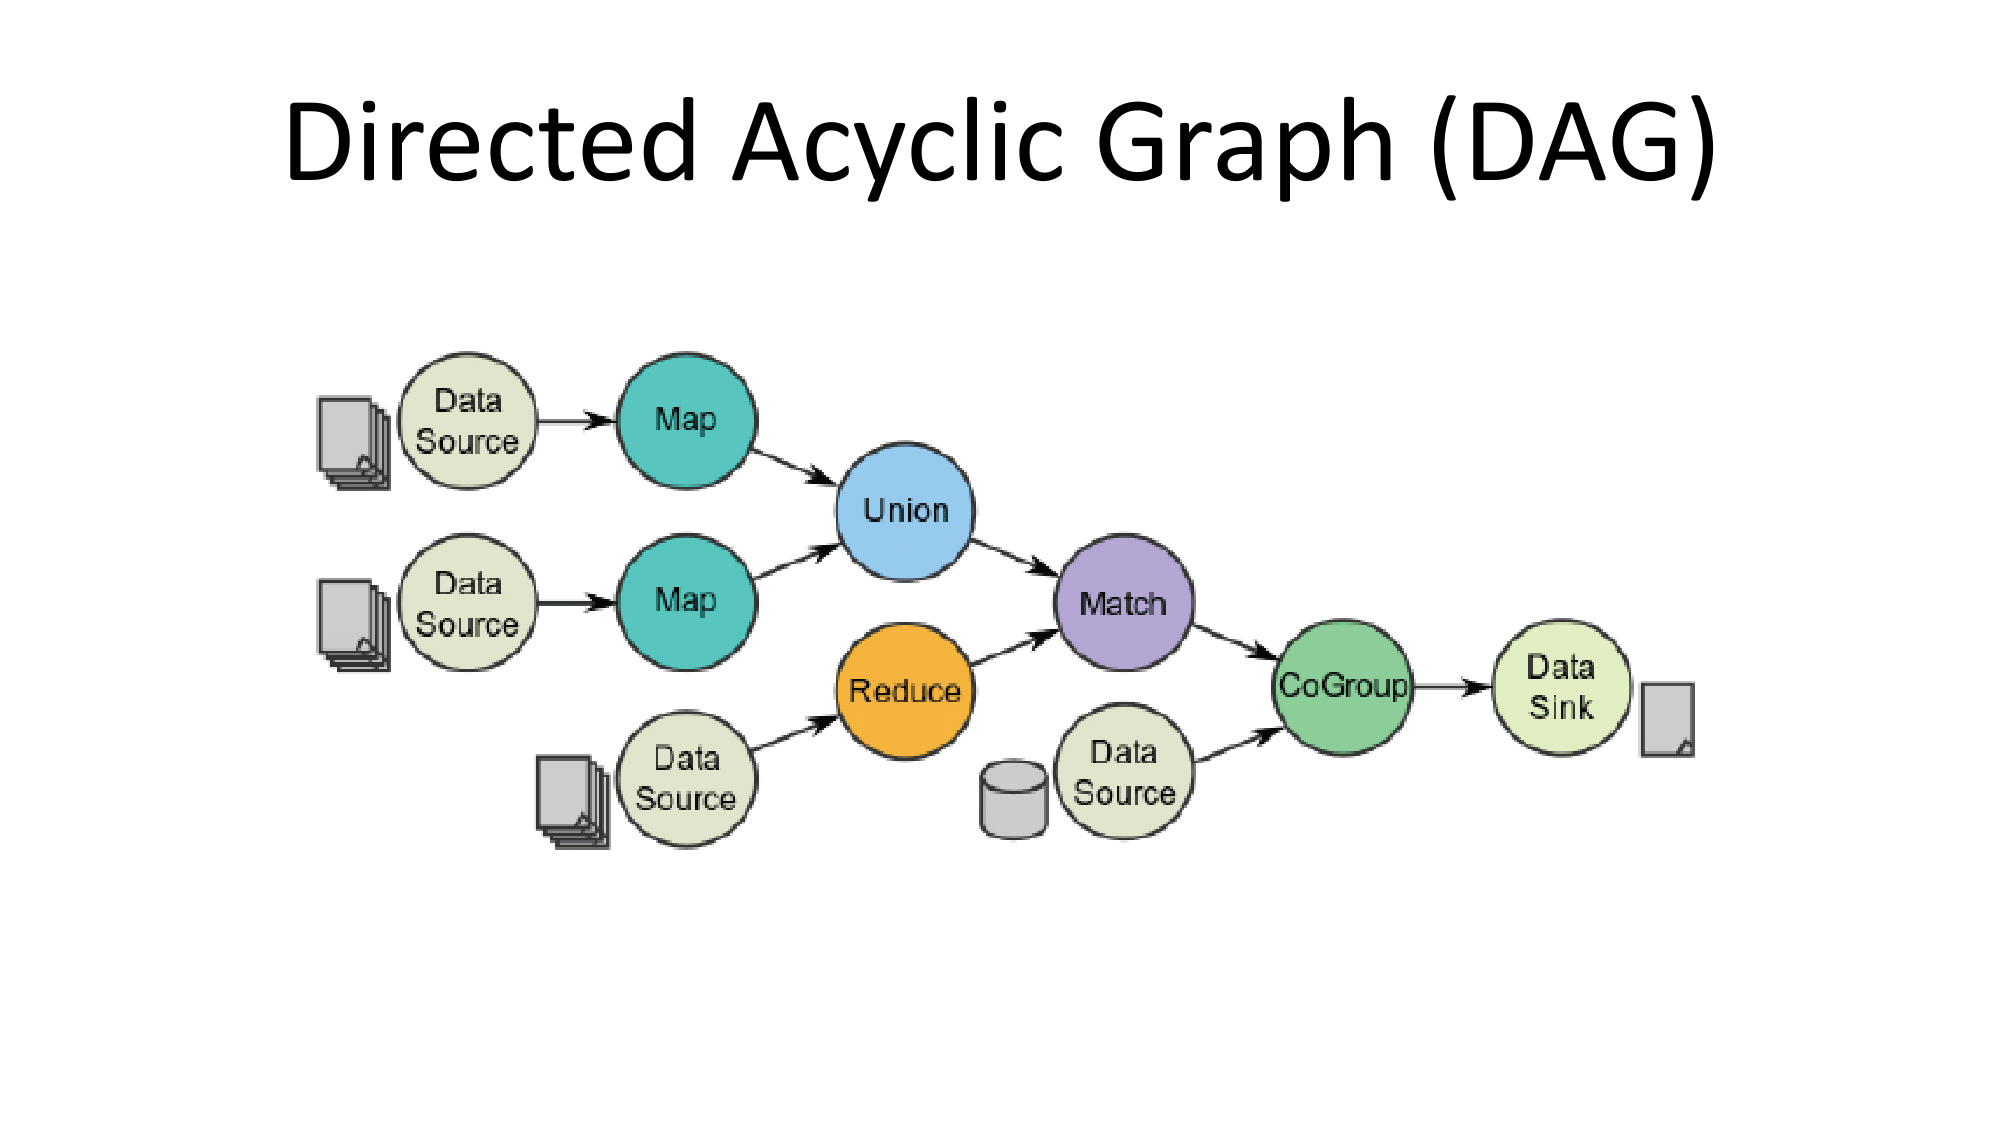 Directed Acyclic Graph (DAG)
Data
Source
Map
Union
Data
Source
Map
Match
Reduce
CoGroup
Data
Sink
Data
Source
Data
Source